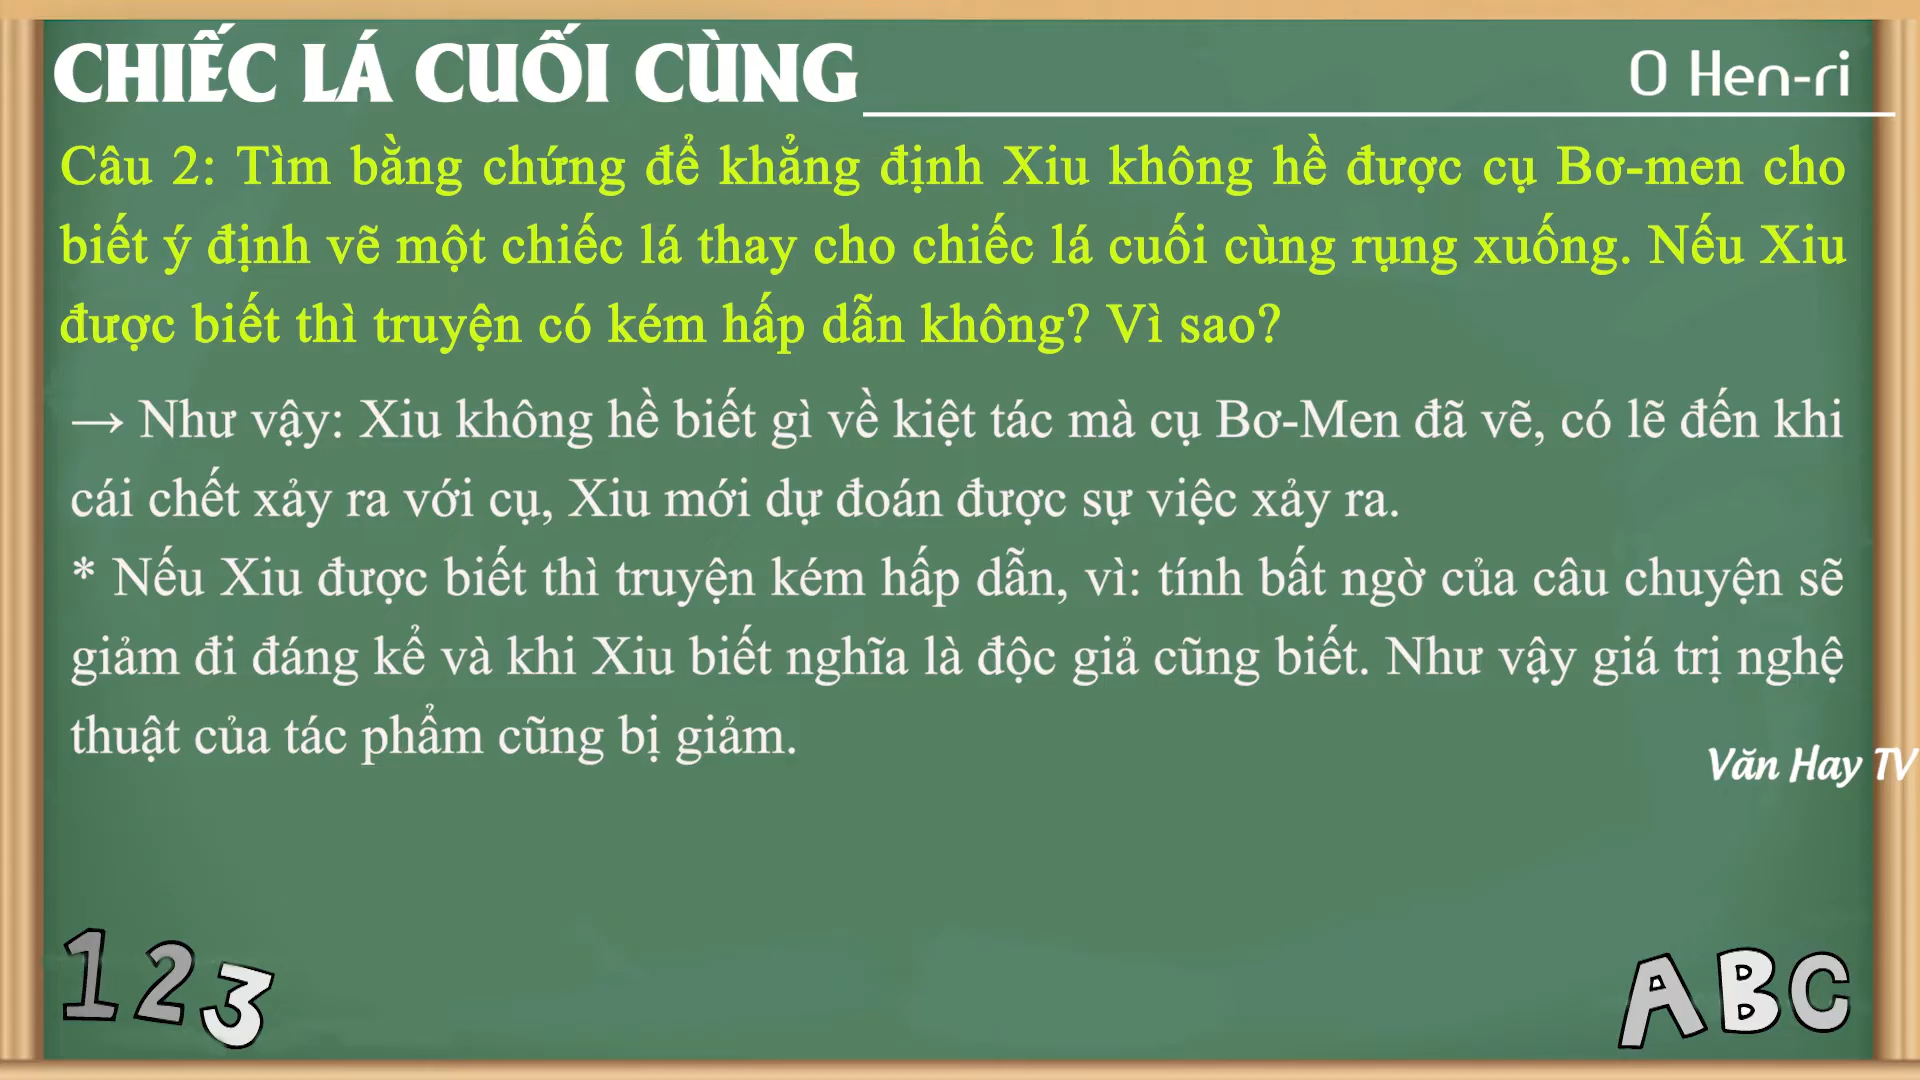 CHIẾC LÁ CUỐI CÙNG
O Hen-ri
Câu 2: Tìm bằng chứng để khẳng định Xiu không hề được cụ Bơ-men cho
biết ý định vẽ một chiếc lá thay cho chiếc lá cuối cùng rụng xuống. Nếu Xiu
được biết thì truyện có kém hấp dẫn không? Vì sao?
→ Như vậy: Xiu không hề biết gì về kiệt tác mà cụ Bơ-Men đã vẽ, có lẽ đến khi
cái chết xảy ra với cụ, Xiu mới dự đoán được sự việc xảy ra.
* Nếu Xiu được biết thì truyện kém hấp dẫn, vì: tính bất ngờ của câu chuyện sẽ
giảm đi đáng kể và khi Xiu biết nghĩa là độc giả cũng biết. Như vậy giá trị nghệ
thuật của tác phẩm cũng bị giảm.
Văn Hay TV
123
ABC